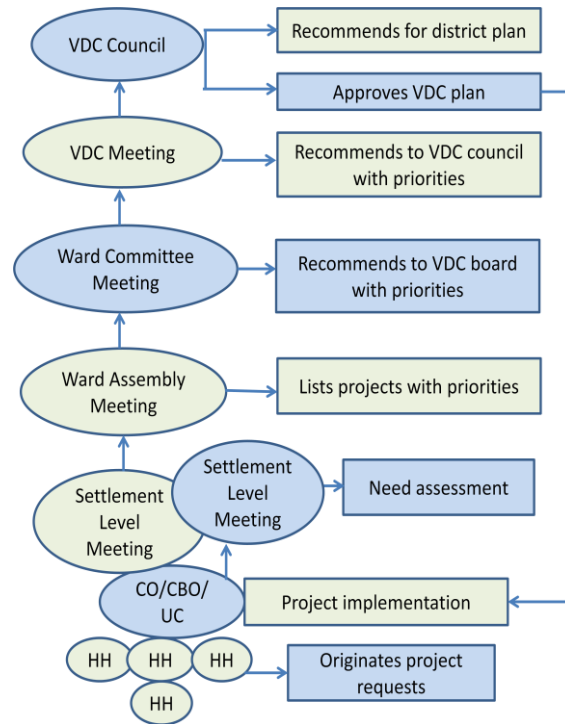 VDC Council
Recommends for district plan
Approves VDC plan
VDC Meeting
Recommends to VDC council
with priorities
Ward Committee
Meeting
Recommends to VDC board
with priorities
Ward Assembly
Meeting
Lists projects with priorities
Settlement
Level
Meeting
Settlement
Level
Meeting
Need assessment
CO/CBO/
UC
Project implementation
HH
HH
HH
HH
Originates project
requests